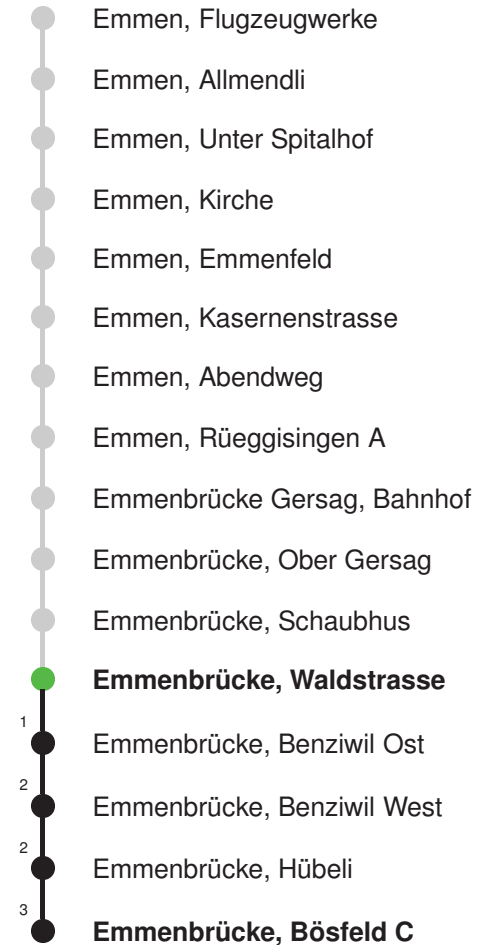 Emmen, Flugzeugwerke
Emmen, Allmendli
Emmen, Unter Spitalhof
Emmen, Kirche
Emmen, Emmenfeld
Emmen, Kasernenstrasse
Emmen, Abendweg
Emmen, Rüeggisingen A
Emmenbrücke Gersag, Bahnhof
Emmenbrücke, Ober Gersag
Emmenbrücke, Schaubhus
Emmenbrücke, Waldstrasse
1 Emmenbrücke, Benziwil Ost
2 Emmenbrücke, Benziwil West
2 Emmenbrücke, Hübeli
3 Emmenbrücke, Bösfeld C